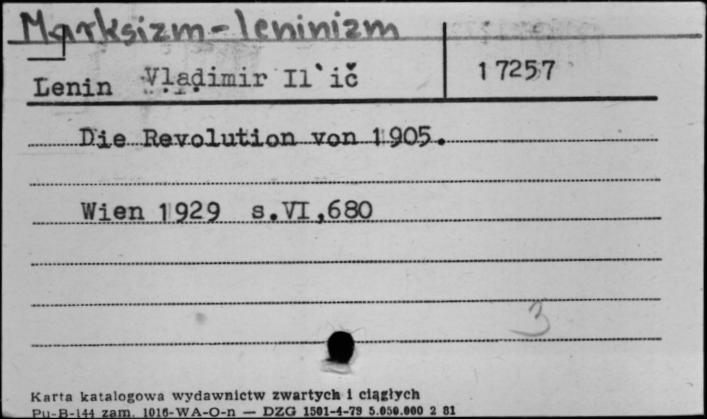 Marksizm-leninizm
Lenin Vladimir Il`ič 17257
Die Revolution von 1905.
Wien 1929 s.VI,680
3
Karta katalogowa wydawnictw zwartych i ciągłych
Pu-B-144 zam. 1016-WA-O-n — DZG 1501-4-79 5.050.000 2 81